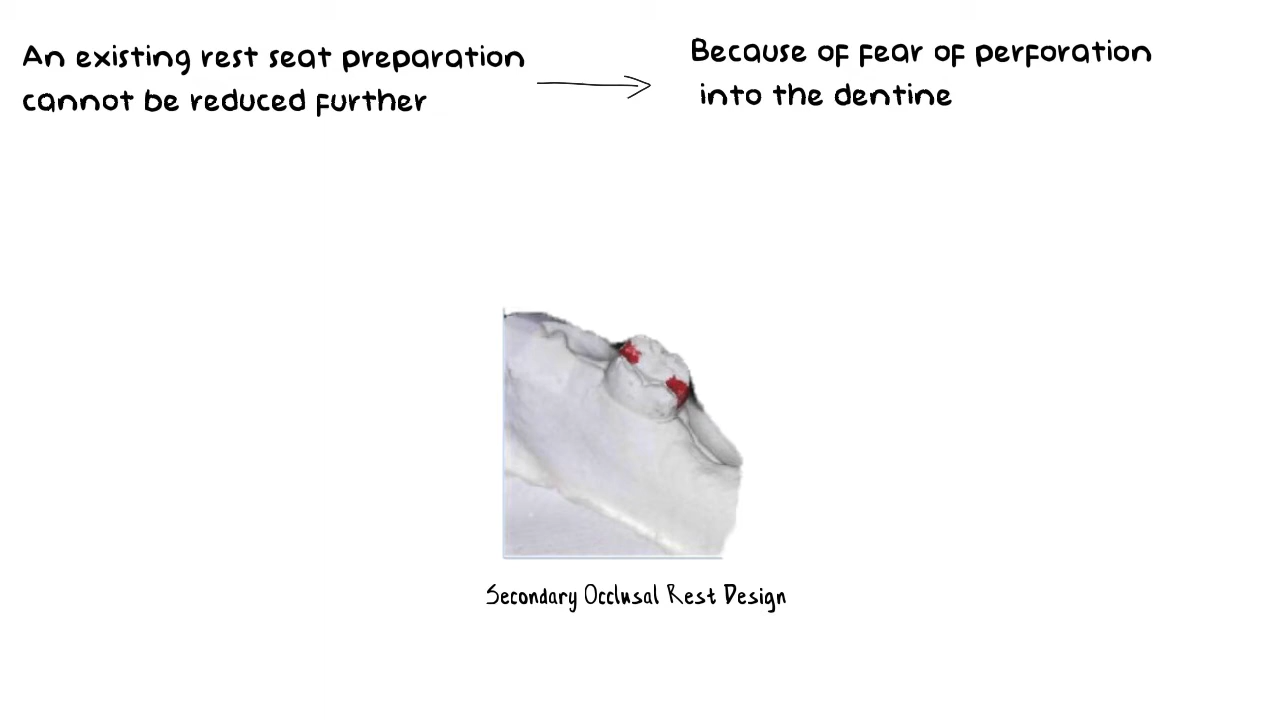 An existing rest seat preparation
cannot be reduced further
Because of fear of perforation
into the dentine
Secondary Occlusal Rest Design